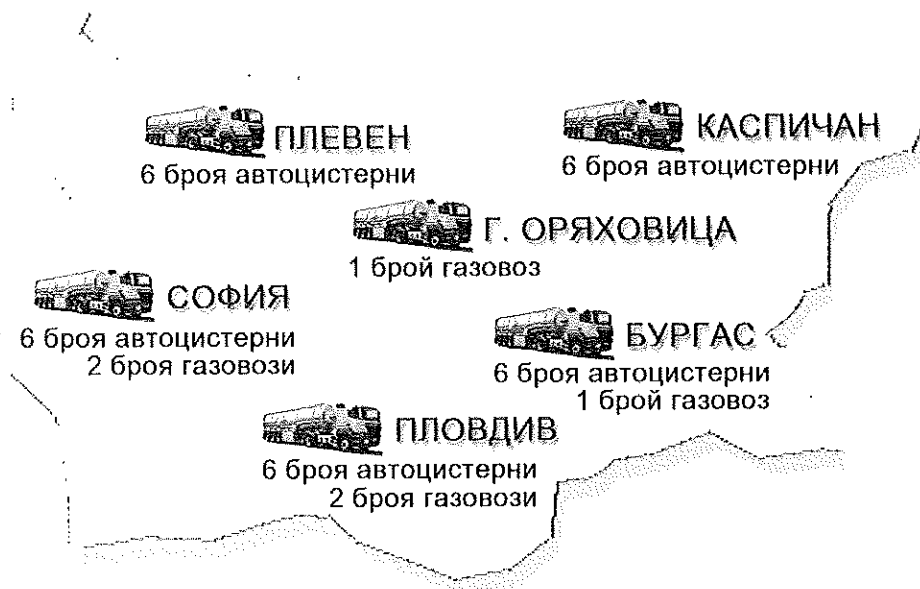 ПЛЕВЕН
6 броя автоцистерни
КАСПИЧАН
6 броя автоцистерни
Г. ОРЯХОВИЦА
1 брой газовоз
СОФИЯ
6 броя автоцистерни
2 броя газовози
БУРГАС
6 броя автоцистерни
1 брой газовоз
ПЛОВДИВ
6 броя автоцистерни
2 броя газовози